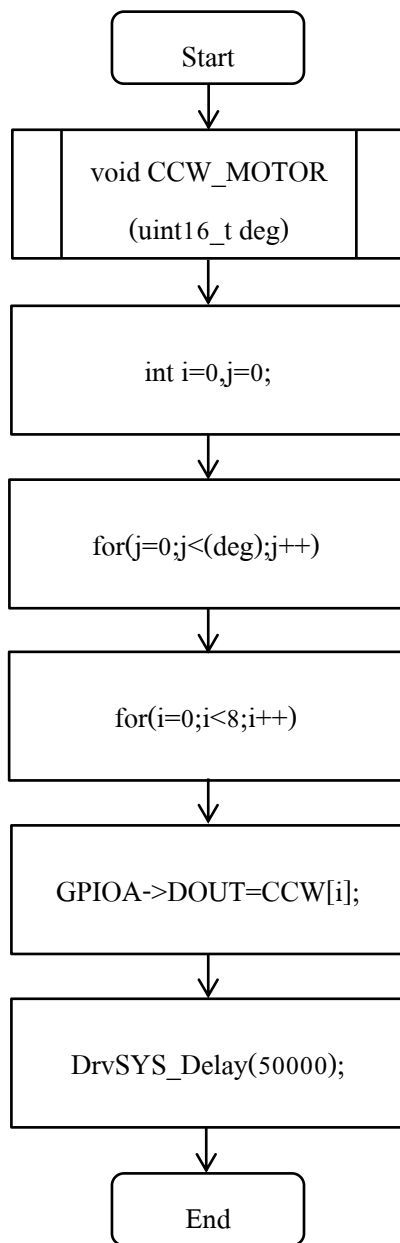 Start
void CCW_MOTOR
(uint16_t deg)
int i=0,j=0;
for(j=0;j<(deg);j++)
for(i=0;i<8;i++)
GPIOA->DOUT=CCW[i];
DrvSYS_Delay(50000);
End